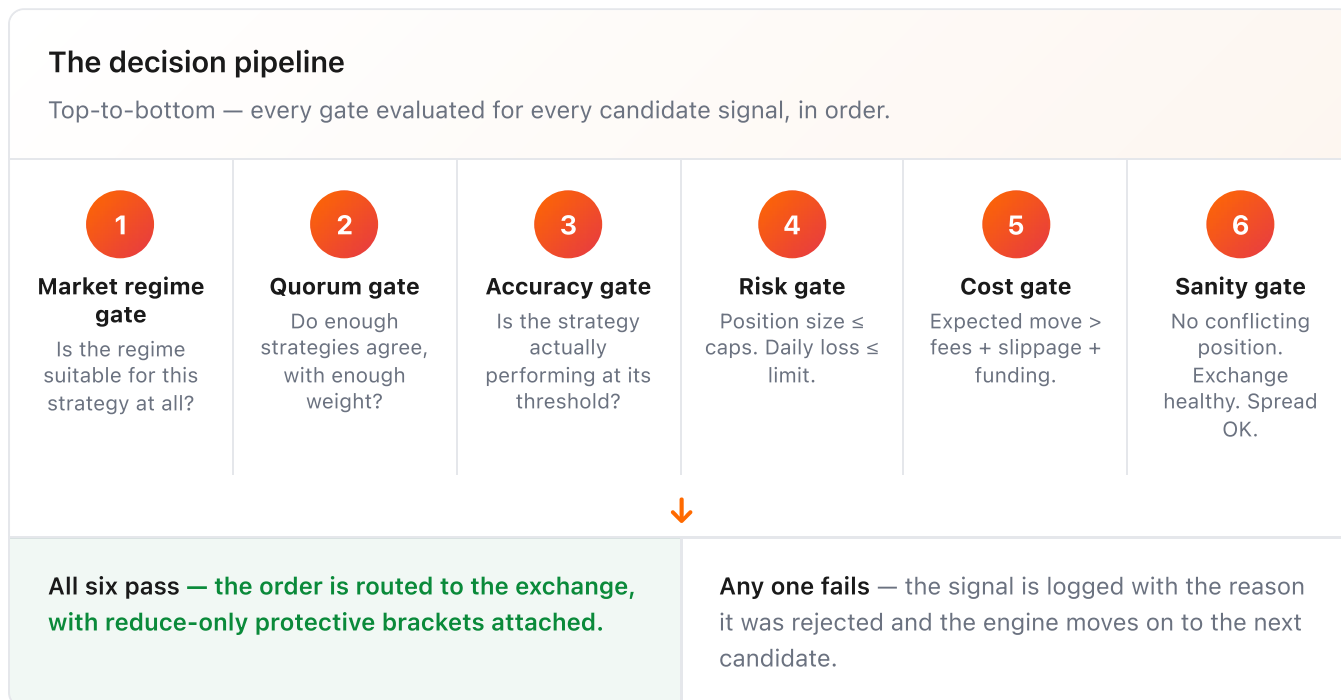 The decision pipeline
Top-to-bottom — every gate evaluated for every candidate signal, in order.
1
Market regime
gate
Is the regime
suitable for this
strategy at all?
2
Quorum gate
Do enough
strategies agree,
with enough
weight?
3
Accuracy gate
Is the strategy
actually
performing at its
threshold?
4
Risk gate
Position size ≤
caps. Daily loss ≤
limit.
5
Cost gate
Expected move >
fees + slippage +
funding.
6
Sanity gate
No conflicting
position.
Exchange
healthy. Spread
OK.
All six pass — the order is routed to the exchange,
with reduce-only protective brackets attached.
Any one fails — the signal is logged with the reason
it was rejected and the engine moves on to the next
candidate.